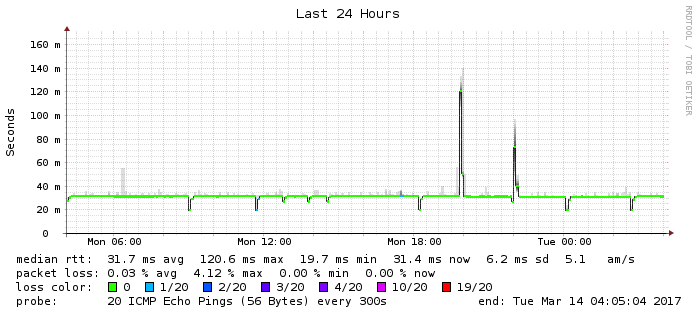 Last 24 Hours
RRDTOOL / TOBI OETIKER
Seconds
160 m
140 m
120 m
100 m
80 m
60 m
40 m
20 m
0
Mon 06:00 Mon 12:00 Mon 18:00 Tue 00:00
median rtt: 31.7 ms avg 120.6 ms max 19.7 ms min 31.4 ms now 6.2 ms sd 5.1 am/s
packet loss: 0.03 % avg 4.12 % max 0.00 % min 0.00 % now
loss color: 0 1/20 2/20 3/20 4/20 10/20 19/20
probe: 20 ICMP Echo Pings (56 Bytes) every 300s end: Tue Mar 14 04:05:04 2017